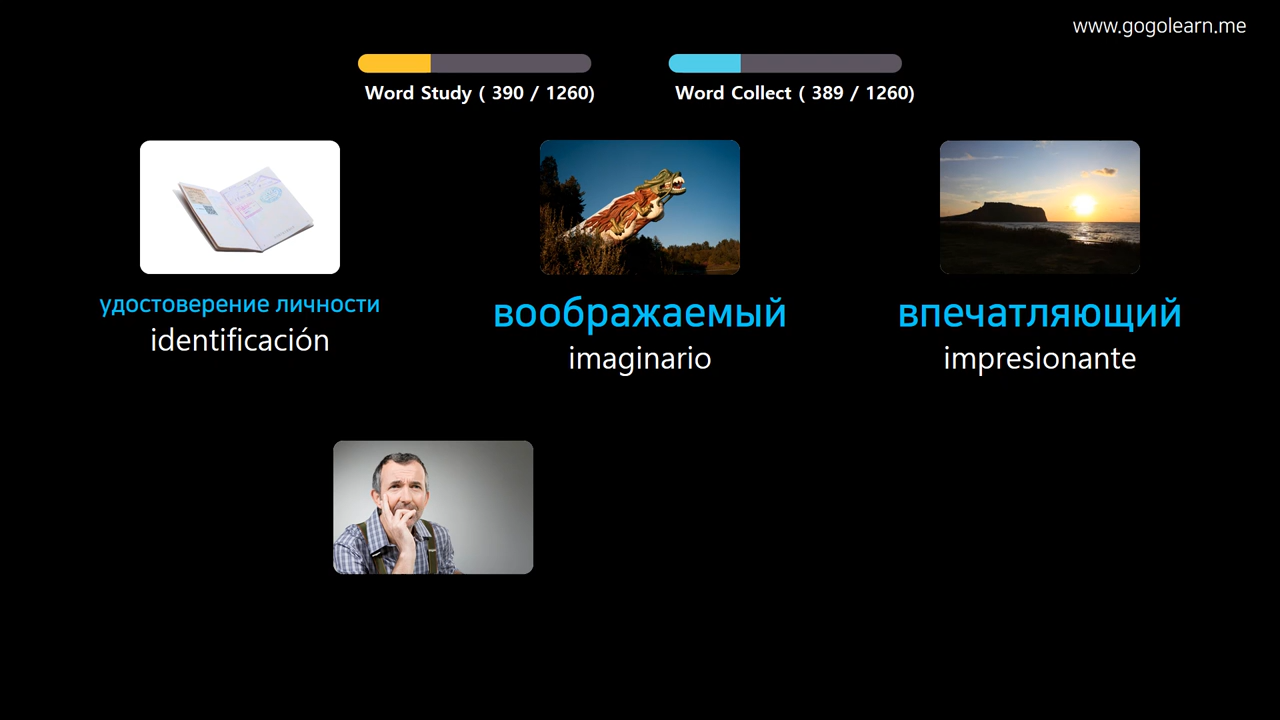 www.gogolearn.me
Word Study ( 390 / 1260)
Word Collect ( 389 / 1260)
удостоверение личности
identificación
воображаемый
imaginario
впечатляющий
impresionante